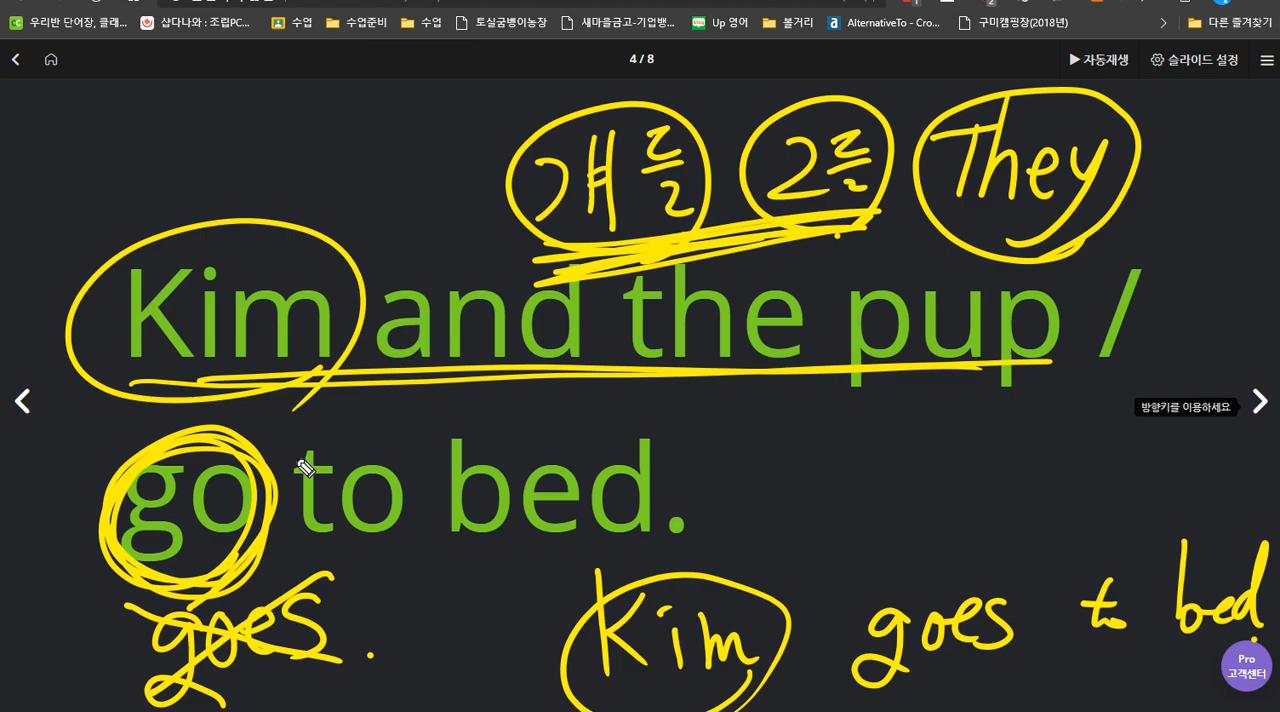 우리반 단어장, 클래... 샵다나와 : 조립PC... 수업 수업준비 수업 토실굼뱅이농장 새마을금고-기업뱅... Up 영어 볼거리 AlternativeTo - Cro... 구미캠핑장(2018년) 다른 즐겨찾기
4 / 8 자동재생 슬라이드 설정
걔들 2들 They
Kim and the pup /
방향키를 이용하세요
go to bed.
goes.
Kim goes to bed.
Pro
고객센터